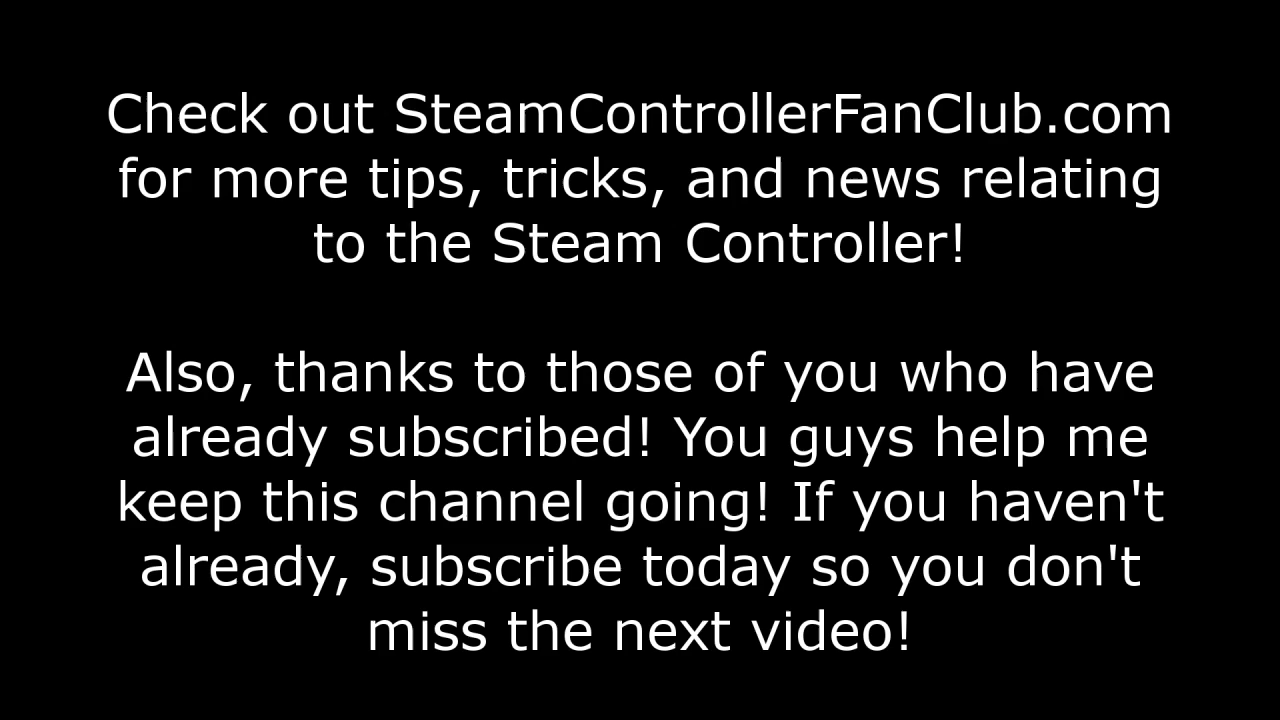 Check out SteamControllerFanClub.com
for more tips, tricks, and news relating
to the Steam Controller!
Also, thanks to those of you who have
already subscribed! You guys help me
keep this channel going! If you haven't
already, subscribe today so you don't
miss the next video!